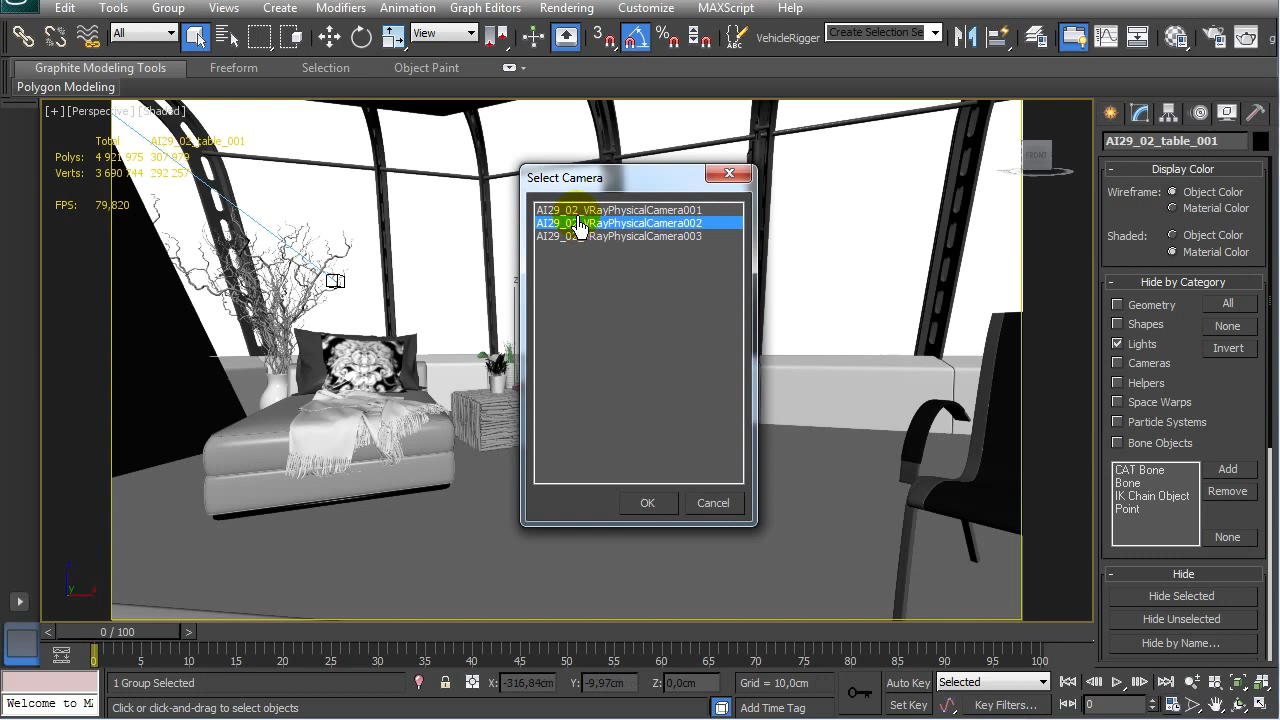 Edit Group Views Create Modifiers Animation Graph Editors Rendering Customize MAXScript Help
All View VehicleRigger Create Selection Se
Graphite Modeling Tools Freeform Selection Object Paint
Polygon Modeling
[+][Perspective][Shaded]
Total AI29_02_table_001
Polys: 4 921 975 307 979
Verts: 3 690 744 292 257
FPS: 79,820
FRONT
Select Camera
AI29_02_VRayPhysicalCamera001
AI29_02_VRayPhysicalCamera002
AI29_02_VRayPhysicalCamera003
OK Cancel
z
AI29_02_table_001
- Display Color
Wireframe: Object Color
Material Color
Shaded: Object Color
Material Color
- Hide by Category
Geometry All
Shapes
None
Lights
Invert
Cameras
Helpers
Space Warps
Particle Systems
Bone Objects
CAT Bone
Bone
IK Chain Object
Point
Add
Remove
None
- Hide
Hide Selected
Hide Unselected
Hide by Name...
< 0 / 100 >
0 5 10 15 20 25 30 35 40 45 50 55 60 65 70 75 80 85 90 95 100
1 Group Selected X: -316,84cm Y: -9,97cm Z: 0,0cm Grid = 10,0cm Auto Key Selected
Welcome to M
Click or click-and-drag to select objects Add Time Tag Set Key Key Filters... 0